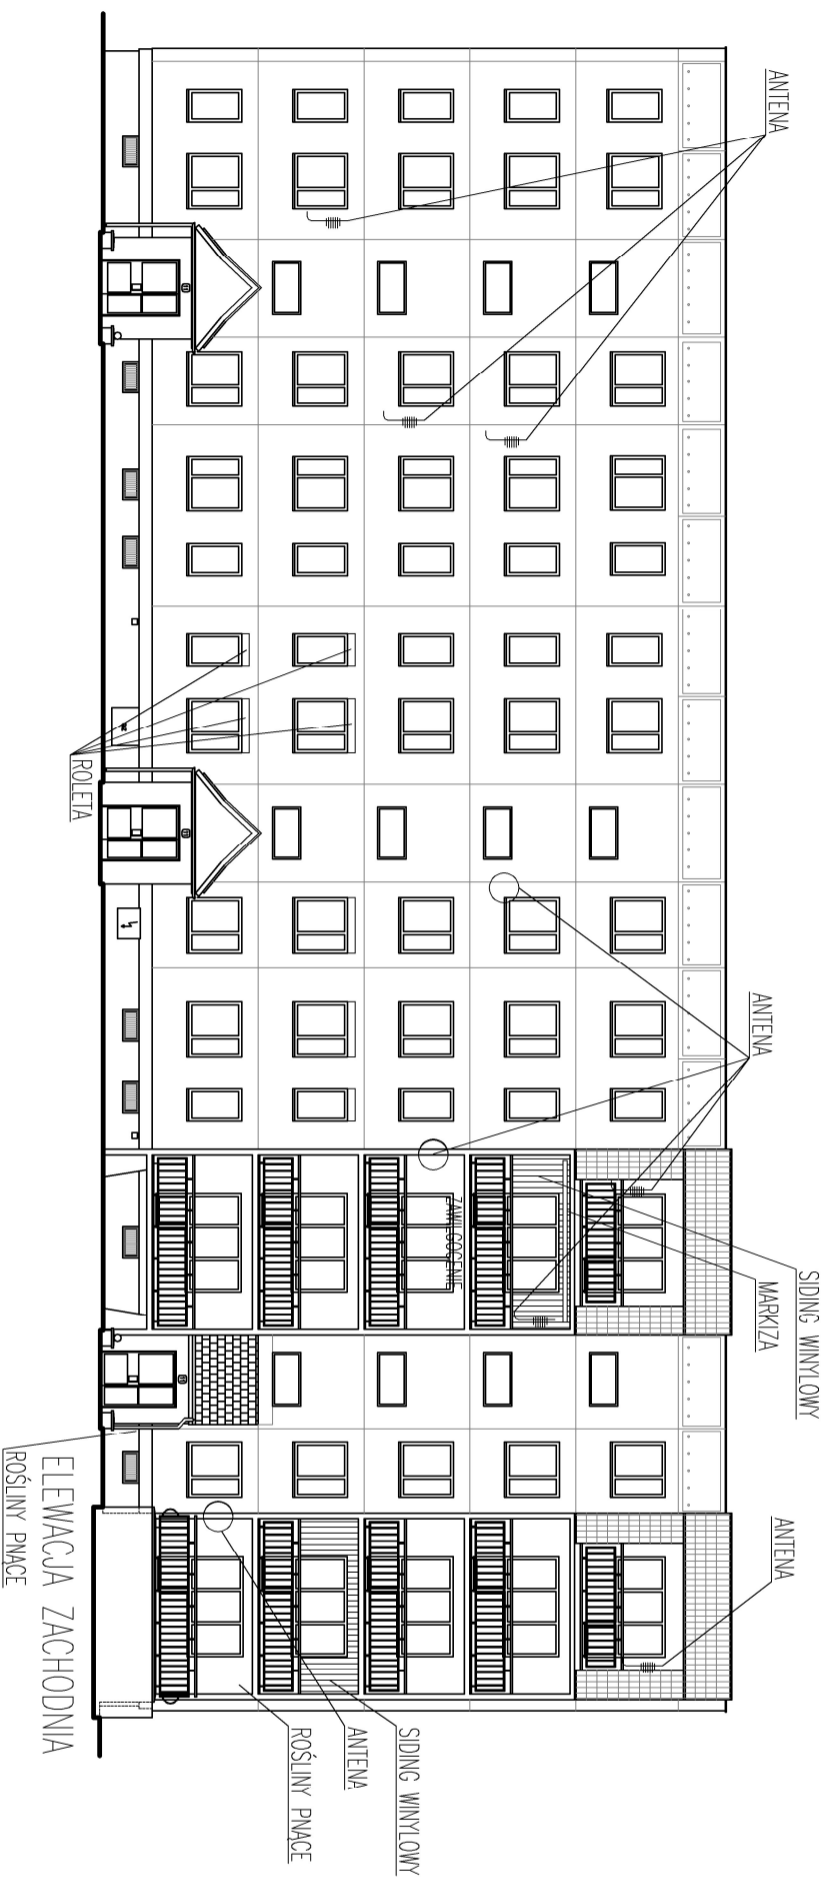 ANTENA
ANTENA
SIDING WINYLOWY
MARKIZA
ANTENA
ZAWILGOCENIE
ROLETA
SIDING WINYLOWY
ANTENA
ROŚLINY PNĄCE
ELEWACJA ZACHODNIA
ROŚLINY PNĄCE